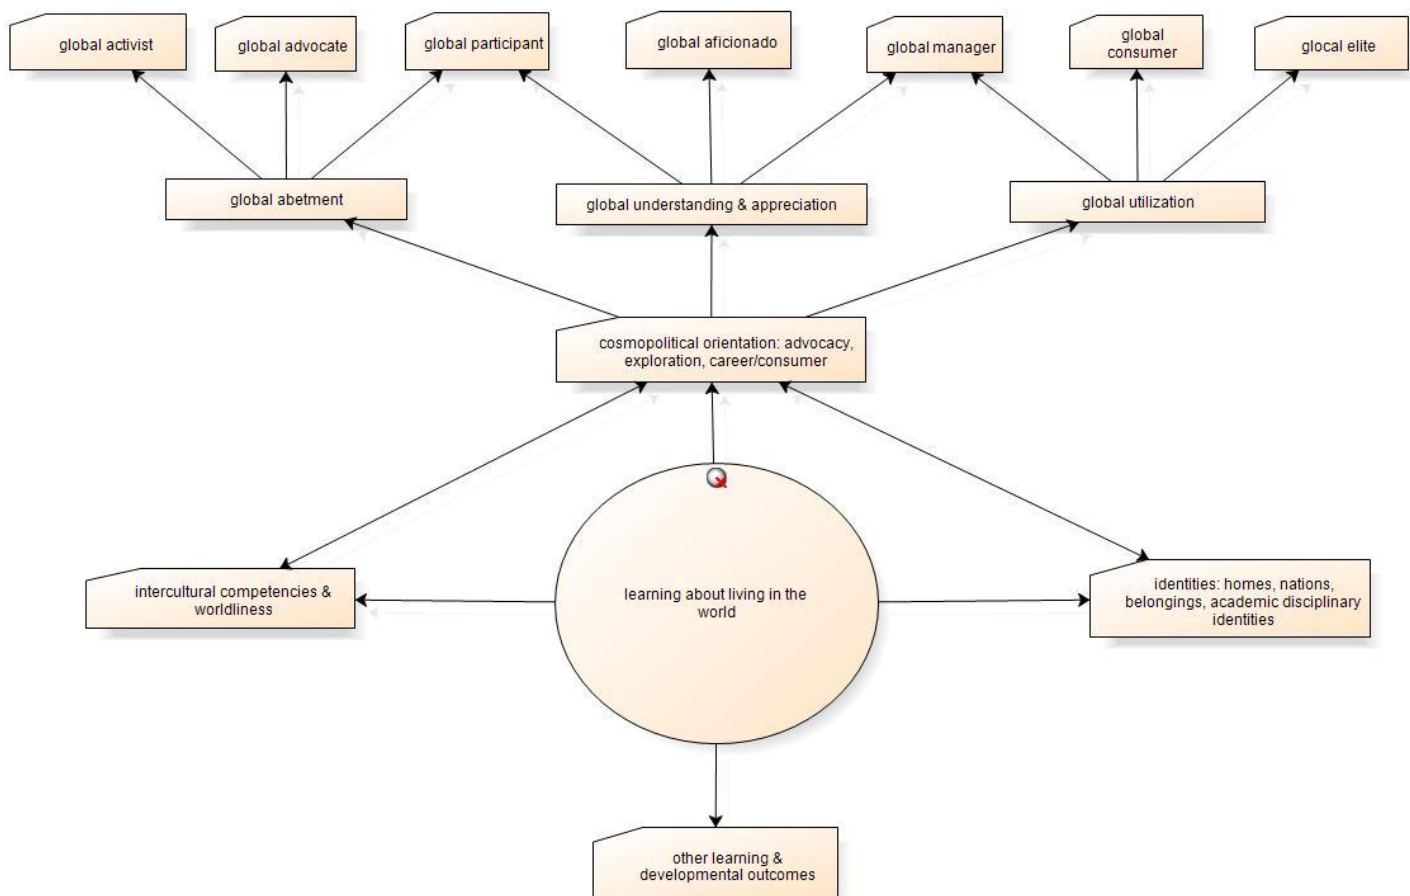 global activist
global advocate
global participant
global aficionado
global manager
global
consumer
glocal elite
global abetment
global understanding & appreciation
global utilization
cosmopolitical orientation: advocacy,
exploration, career/consumer
intercultural competencies &
worldliness
learning about living in the
world
identities: homes, nations,
belongings, academic disciplinary
identities
other learning &
developmental outcomes